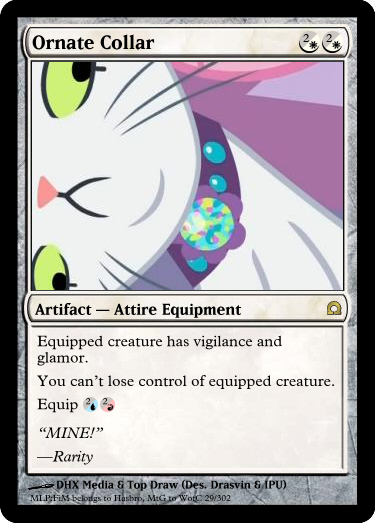 Ornate Collar
Artifact — Attire Equipment
Equipped creature has vigilance and
glamor.
You can't lose control of equipped creature.
Equip
“MINE!”
—Rarity
DHX Media & Top Draw (Des. Drasvin & IPU)
MLP:FiM belongs to Hasbro, MtG to WotC 29/302